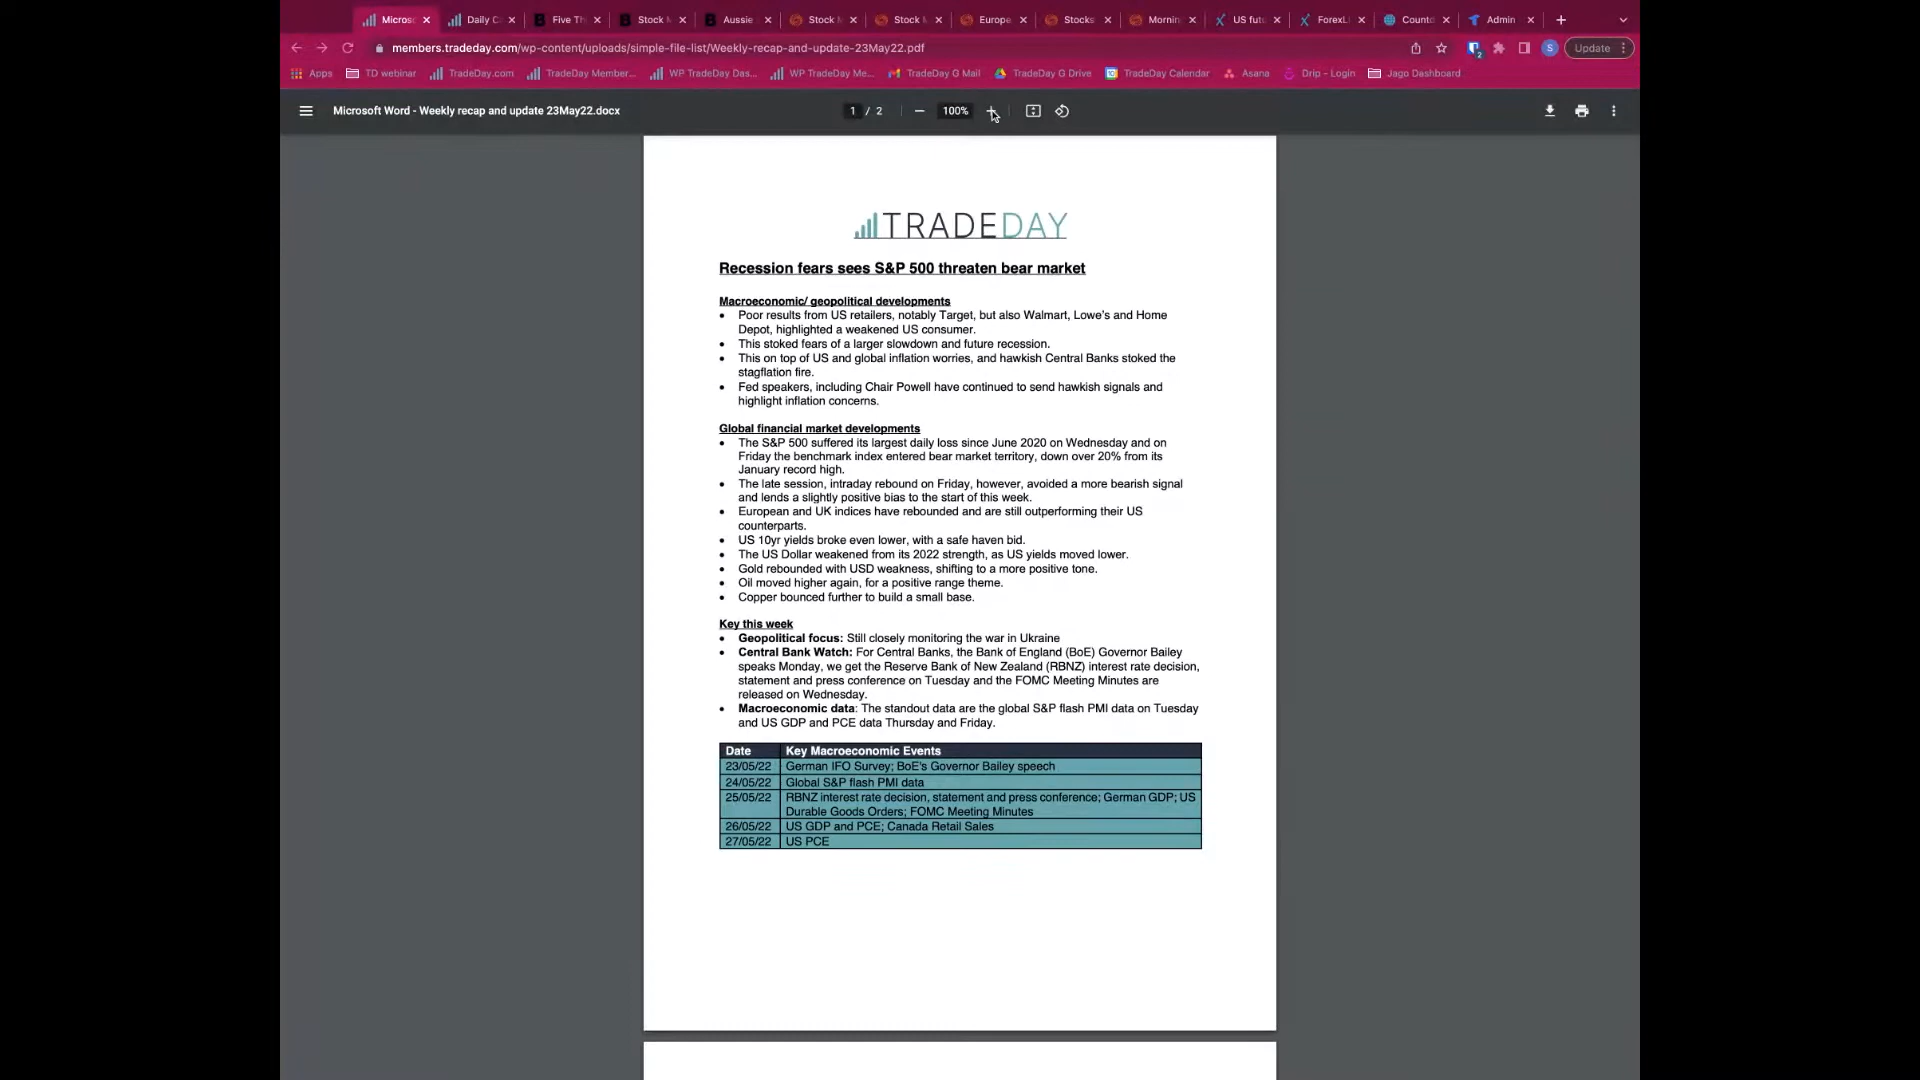 Micros
Daily C
Five Th
Stock M
Aussie
Stock M
Stock M
Europe
Stocks
Mornin
US futu
ForexLi
Counto
Admin
members.tradeday.com/wp-content/uploads/simple-file-list/Weekly-recap-and-update-23May22.pdf
S
Update
Apps
TD webinar
TradeDay.com
TradeDay Member...
WP TradeDay Das...
WP TradeDay Me...
TradeDay G Mail
TradeDay G Drive
TradeDay Calendar
Asana
Drip - Login
Jago Dashboard
Microsoft Word - Weekly recap and update 23May22.docx
1 / 2
100%
TRADEDAY
Recession fears sees S&P 500 threaten bear market
Macroeconomic/ geopolitical developments
• Poor results from US retailers, notably Target, but also Walmart, Lowe's and Home
Depot, highlighted a weakened US consumer.
• This stoked fears of a larger slowdown and future recession.
• This on top of US and global inflation worries, and hawkish Central Banks stoked the
stagflation fire.
• Fed speakers, including Chair Powell have continued to send hawkish signals and
highlight inflation concerns.
Global financial market developments
• The S&P 500 suffered its largest daily loss since June 2020 on Wednesday and on
Friday the benchmark index entered bear market territory, down over 20% from its
January record high.
• The late session, intraday rebound on Friday, however, avoided a more bearish signal
and lends a slightly positive bias to the start of this week.
• European and UK indices have rebounded and are still outperforming their US
counterparts.
• US 10yr yields broke even lower, with a safe haven bid.
• The US Dollar weakened from its 2022 strength, as US yields moved lower.
• Gold rebounded with USD weakness, shifting to a more positive tone.
• Oil moved higher again, for a positive range theme.
• Copper bounced further to build a small base.
Key this week
• Geopolitical focus: Still closely monitoring the war in Ukraine
• Central Bank Watch: For Central Banks, the Bank of England (BoE) Governor Bailey
speaks Monday, we get the Reserve Bank of New Zealand (RBNZ) interest rate decision,
statement and press conference on Tuesday and the FOMC Meeting Minutes are
released on Wednesday.
• Macroeconomic data: The standout data are the global S&P flash PMI data on Tuesday
and US GDP and PCE data Thursday and Friday.
Date Key Macroeconomic Events
23/05/22 German IFO Survey; BoE's Governor Bailey speech
24/05/22 Global S&P flash PMI data
25/05/22 RBNZ interest rate decision, statement and press conference; German GDP; US
Durable Goods Orders; FOMC Meeting Minutes
26/05/22 US GDP and PCE; Canada Retail Sales
27/05/22 US PCE